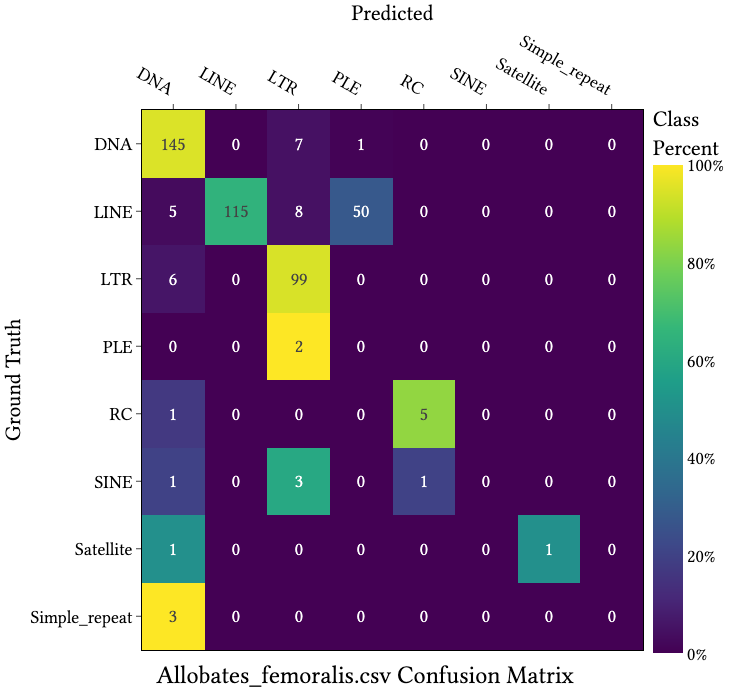 Predicted
DNA LINE LTR PLE RC SINE Satellite Simple_repeat
Class
Percent
DNA 145 0 7 1 0 0 0 0
LINE 5 115 8 50 0 0 0 0
LTR 6 0 99 0 0 0 0 0
PLE 0 0 2 0 0 0 0 0
RC 1 0 0 0 5 0 0 0
SINE 1 0 3 0 1 0 0 0
Satellite 1 0 0 0 0 0 1 0
Simple_repeat 3 0 0 0 0 0 0 0
Ground Truth
100%
80%
60%
40%
20%
0%
Allobates_femoralis.csv Confusion Matrix